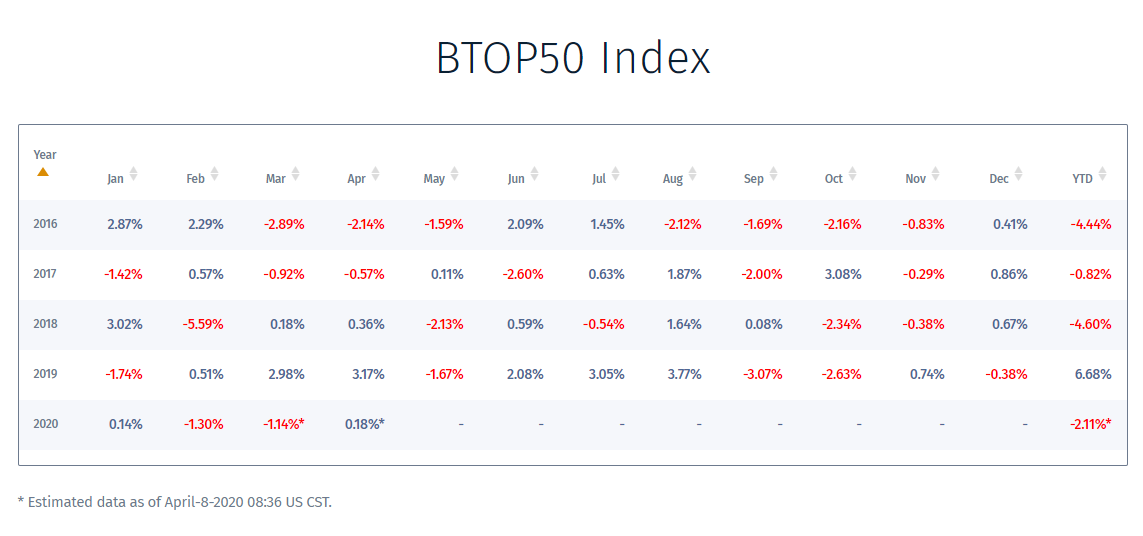 BTOP50 Index
Year Jan Feb Mar Apr May Jun Jul Aug Sep Oct Nov Dec YTD
2016 2.87% 2.29% -2.89% -2.14% -1.59% 2.09% 1.45% -2.12% -1.69% -2.16% -0.83% 0.41% -4.44%
2017 -1.42% 0.57% -0.92% -0.57% 0.11% -2.60% 0.63% 1.87% -2.00% 3.08% -0.29% 0.86% -0.82%
2018 3.02% -5.59% 0.18% 0.36% -2.13% 0.59% -0.54% 1.64% 0.08% -2.34% -0.38% 0.67% -4.60%
2019 -1.74% 0.51% 2.98% 3.17% -1.67% 2.08% 3.05% 3.77% -3.07% -2.63% 0.74% -0.38% 6.68%
2020 0.14% -1.30% -1.14%* 0.18%* - - - - - - - - -2.11%*
* Estimated data as of April-8-2020 08:36 US CST.